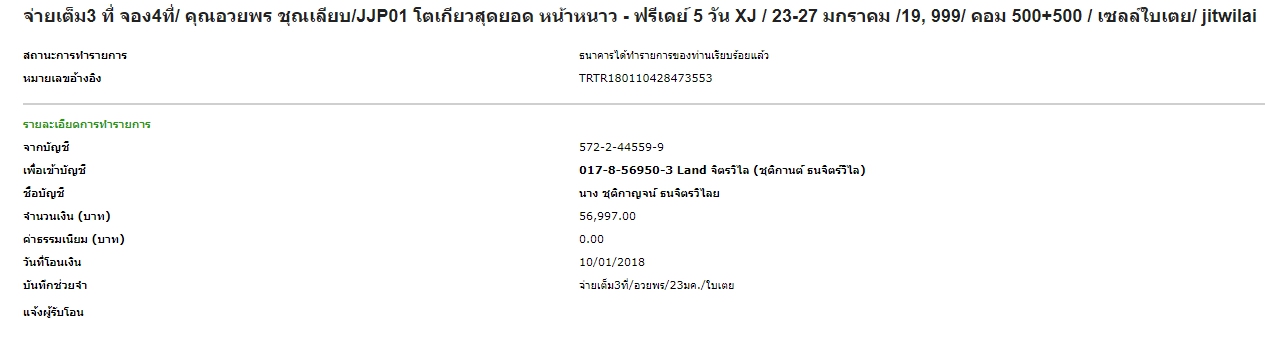 จ่ายเต็ม3 ที่ จอง4ที่/ คุณอวยพร ชุณเลียบ/JJP01 โตเกียวสุดยอด หน้าหนาว - ฟรีเดย์ 5 วัน XJ / 23-27 มกราคม /19, 999/ คอม 500+500 / เซลล์ใบเตย/ jitwilai
สถานะการทำรายการ ธนาคารได้ทำรายการของท่านเรียบร้อยแล้ว
หมายเลขอ้างอิง TRTR180110428473553
รายละเอียดการทำรายการ
จากบัญชี 572-2-44559-9
เพื่อเข้าบัญชี 017-8-56950-3 Land จิตรวิไล (ชุติกานต์ ธนจิตร์วิไล)
ชื่อบัญชี นาง ชุติกาญจน์ ธนจิตรวิไลย
จำนวนเงิน (บาท) 56,997.00
ค่าธรรมเนียม (บาท) 0.00
วันที่โอนเงิน 10/01/2018
บันทึกช่วยจำ จ่ายเต็ม3ที่/อวยพร/23มค./ใบเตย
แจ้งผู้รับโอน